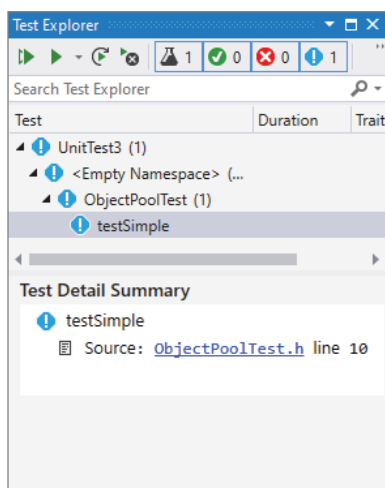 Test Explorer
1 0 0 1
Search Test Explorer
Test Duration Trait
UnitTest3 (1)
<Empty Namespace> (...
ObjectPoolTest (1)
testSimple
Test Detail Summary
testSimple
Source: ObjectPoolTest.h line 10